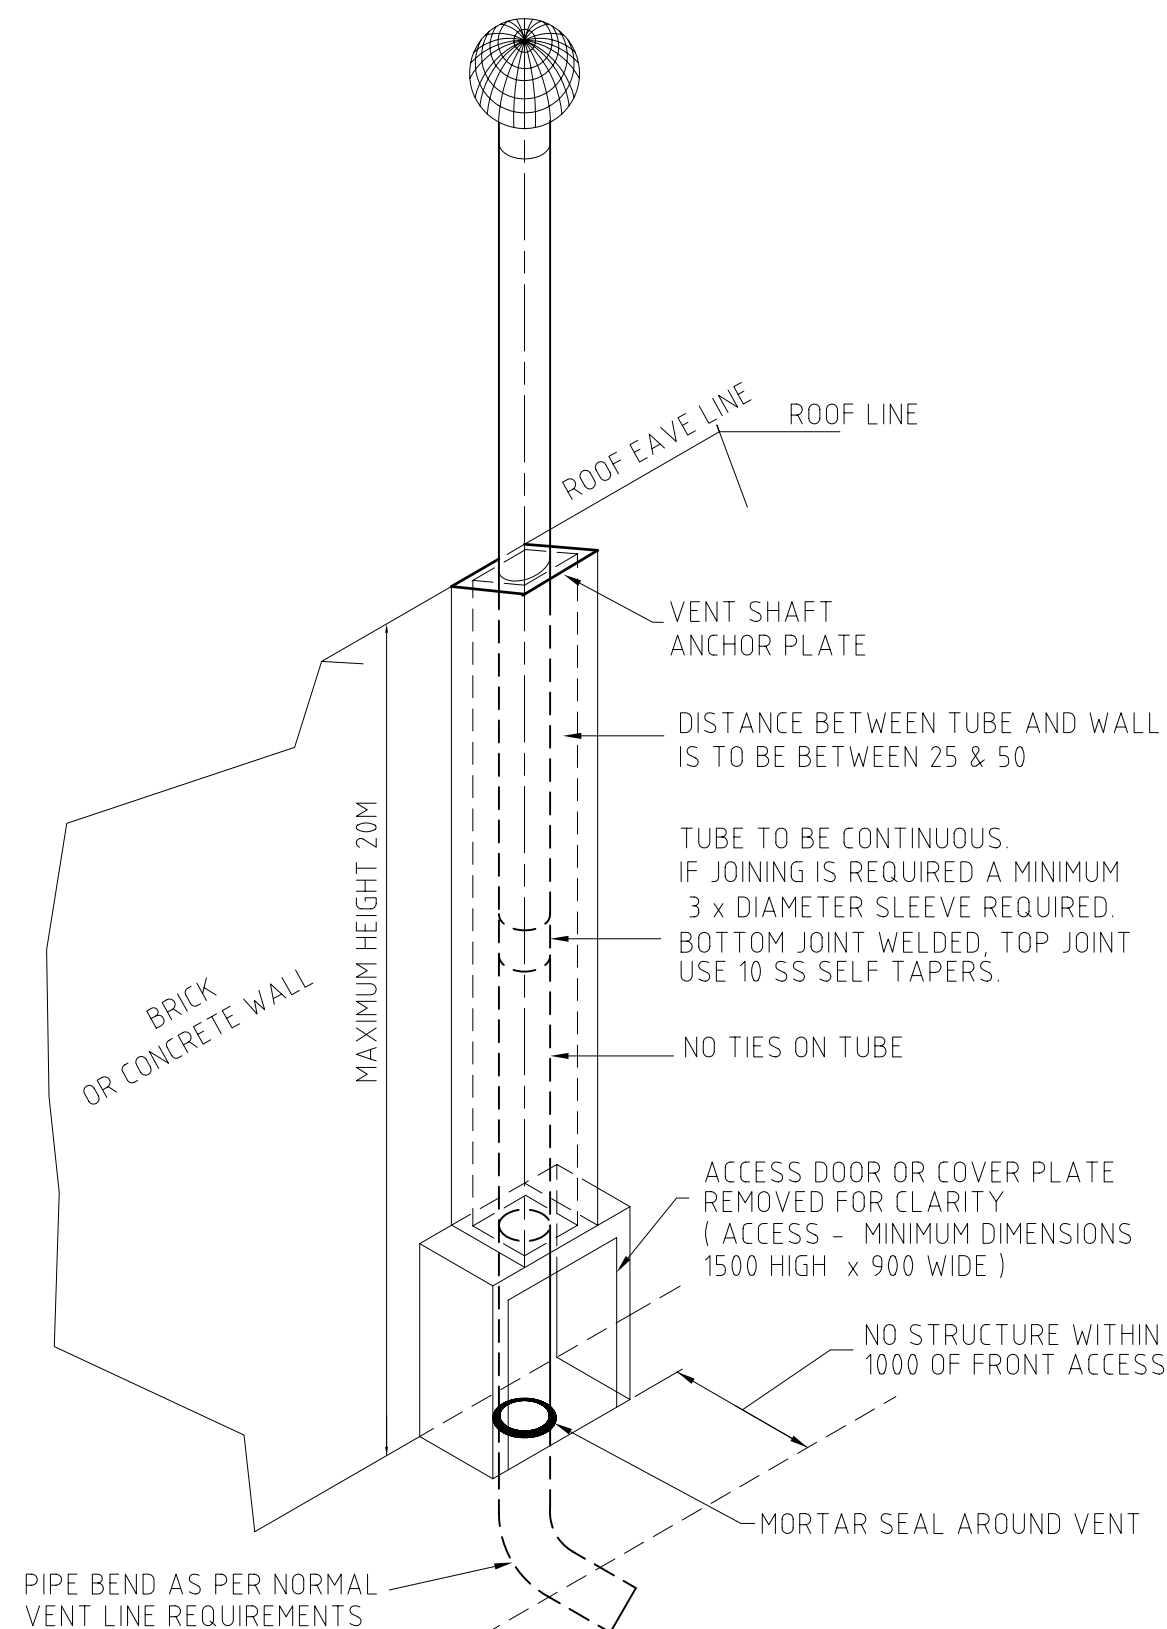 ROOF LINE
ROOF EAVE LINE
VENT SHAFT
ANCHOR PLATE
DISTANCE BETWEEN TUBE AND WALL
IS TO BE BETWEEN 25 & 50
MAXIMUM HEIGHT 20M
TUBE TO BE CONTINUOUS.
IF JOINING IS REQUIRED A MINIMUM
3 x DIAMETER SLEEVE REQUIRED.
BOTTOM JOINT WELDED, TOP JOINT
USE 10 SS SELF TAPERS.
BRICK
OR CONCRETE WALL
NO TIES ON TUBE
ACCESS DOOR OR COVER PLATE
REMOVED FOR CLARITY
( ACCESS - MINIMUM DIMENSIONS
1500 HIGH x 900 WIDE )
NO STRUCTURE WITHIN
1000 OF FRONT ACCESS
MORTAR SEAL AROUND VENT
PIPE BEND AS PER NORMAL
VENT LINE REQUIREMENTS